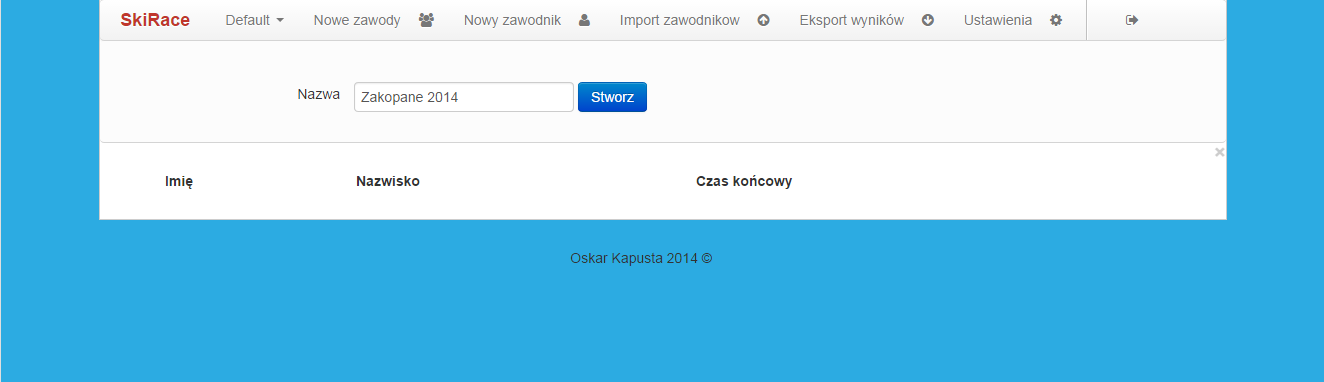 SkiRace Default Nowe zawody Nowy zawodnik Import zawodnikow Eksport wyników Ustawienia
Nazwa Zakopane 2014 Stworz
×
Imię Nazwisko Czas końcowy
Oskar Kapusta 2014 ©